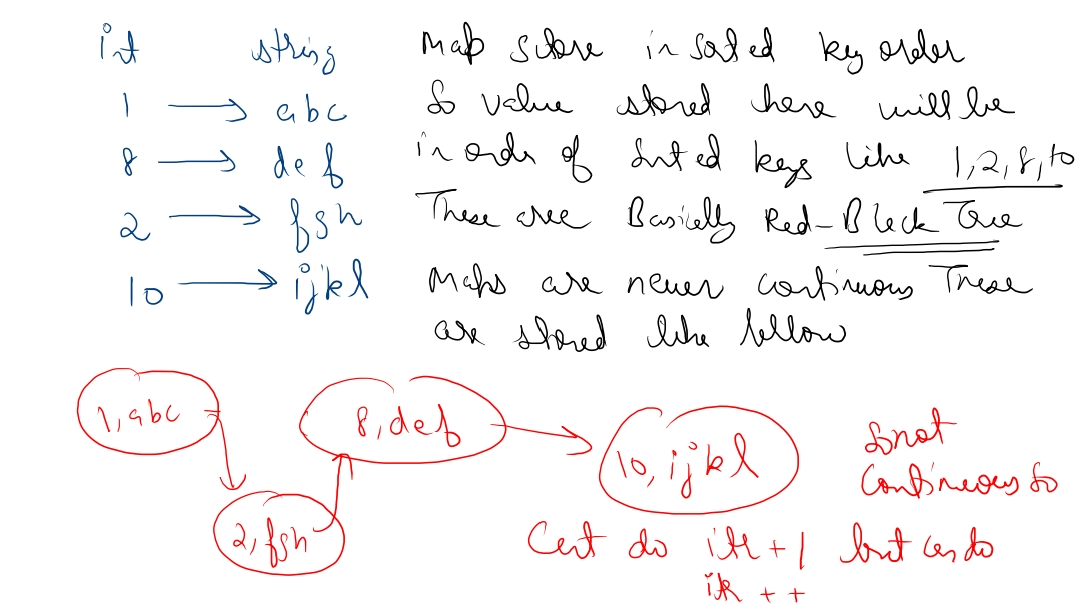 int string
1 → abc
8 → def
2 → fgh
10 → ijkl
Map store in sorted key order
So value stored here will be
in order of sorted keys like 1,2,8,10
These are Basically Red-Black Tree
Maps are never continuous These
are stored like bellow
1,abc
8,def
10,ijkl
2,fgh
So not
Continueous so
Cant do itr + 1 but can do
itr ++